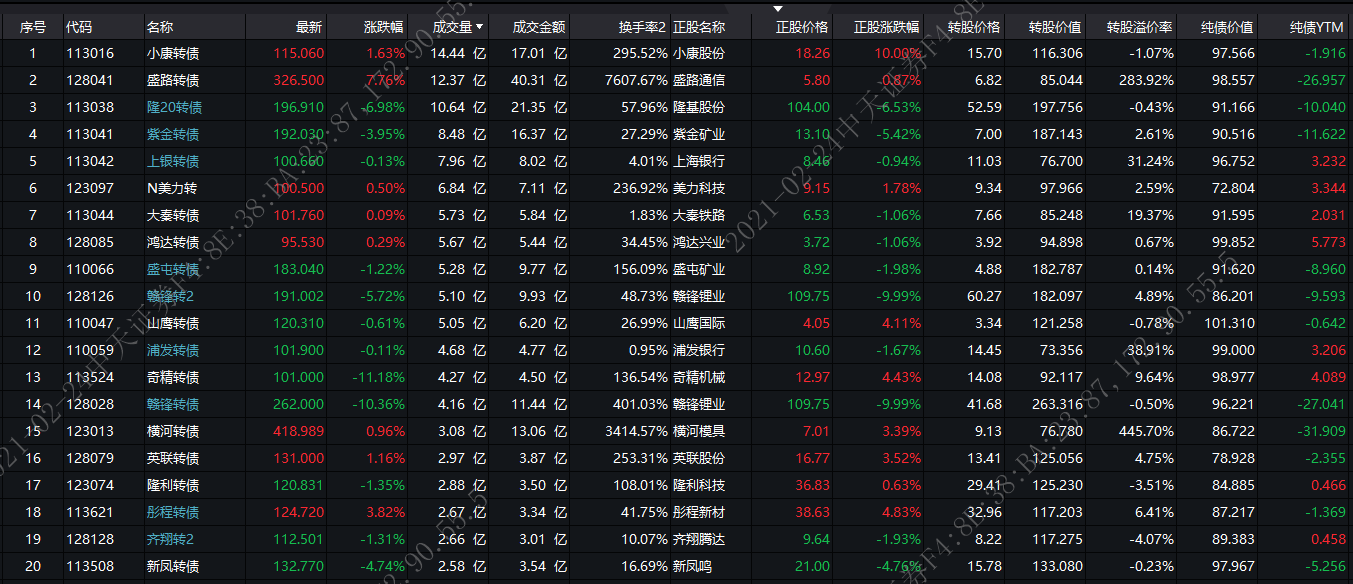 序号 代码 名称 最新 涨跌幅 成交量 成交金额 换手率2 正股名称 正股价格 正股涨跌幅 转股价格 转股价值 转股溢价率 纯债价值 纯债YTM
1 113016 小康转债 115.060 1.63% 14.44 亿 17.01 亿 295.52% 小康股份 18.26 10.00% 15.70 116.306 -1.07% 97.566 -1.916
2 128041 盛路转债 326.500 7.76% 12.37 亿 40.31 亿 7607.67% 盛路通信 5.80 0.87% 6.82 85.044 283.92% 98.557 -26.957
3 113038 隆20转债 196.910 -6.98% 10.64 亿 21.35 亿 57.96% 隆基股份 104.00 -6.53% 52.59 197.756 -0.43% 91.166 -10.040
4 113041 紫金转债 192.030 -3.95% 8.48 亿 16.37 亿 27.29% 紫金矿业 13.10 -5.42% 7.00 187.143 2.61% 90.516 -11.622
5 113042 上银转债 100.660 -0.13% 7.96 亿 8.02 亿 4.01% 上海银行 8.46 -0.94% 11.03 76.700 31.24% 96.752 3.232
6 123097 N美力转 100.500 0.50% 6.84 亿 7.11 亿 236.92% 美力科技 9.15 1.78% 9.34 97.966 2.59% 72.804 3.344
7 113044 大秦转债 101.760 0.09% 5.73 亿 5.84 亿 1.83% 大秦铁路 6.53 -1.06% 7.66 85.248 19.37% 91.595 2.031
8 128085 鸿达转债 95.530 0.29% 5.67 亿 5.44 亿 34.45% 鸿达兴业 3.72 -1.06% 3.92 94.898 0.67% 99.852 5.773
9 110066 盛屯转债 183.040 -1.22% 5.28 亿 9.77 亿 156.09% 盛屯矿业 8.92 -1.98% 4.88 182.787 0.14% 91.620 -8.960
10 128126 赣锋转2 191.002 -5.72% 5.10 亿 9.93 亿 48.73% 赣锋锂业 109.75 -9.99% 60.27 182.097 4.89% 86.201 -9.593
11 110047 山鹰转债 120.310 -0.61% 5.05 亿 6.20 亿 26.99% 山鹰国际 4.05 4.11% 3.34 121.258 -0.78% 101.310 -0.642
12 110059 浦发转债 101.900 -0.11% 4.68 亿 4.77 亿 0.95% 浦发银行 10.60 -1.67% 14.45 73.356 38.91% 99.000 3.206
13 113524 奇精转债 101.000 -11.18% 4.27 亿 4.50 亿 136.54% 奇精机械 12.97 4.43% 14.08 92.117 9.64% 98.977 4.089
14 128028 赣锋转债 262.000 -10.36% 4.16 亿 11.44 亿 401.03% 赣锋锂业 109.75 -9.99% 41.68 263.316 -0.50% 96.221 -27.041
15 123013 横河转债 418.989 0.96% 3.08 亿 13.06 亿 3414.57% 横河模具 7.01 3.39% 9.13 76.780 445.70% 86.722 -31.909
16 128079 英联转债 131.000 1.16% 2.97 亿 3.87 亿 253.31% 英联股份 16.77 3.52% 13.41 125.056 4.75% 78.928 -2.355
17 123074 隆利转债 120.831 -1.35% 2.88 亿 3.50 亿 108.01% 隆利科技 36.83 0.63% 29.41 125.230 -3.51% 84.885 0.466
18 113621 彤程转债 124.720 3.82% 2.67 亿 3.34 亿 41.75% 彤程新材 38.63 4.83% 32.96 117.203 6.41% 87.217 -1.369
19 128128 齐翔转2 112.501 -1.31% 2.66 亿 3.01 亿 10.07% 齐翔腾达 9.64 -1.93% 8.22 117.275 -4.07% 89.383 0.458
20 113508 新凤转债 132.770 -4.74% 2.58 亿 3.54 亿 16.69% 新凤鸣 21.00 -4.76% 15.78 133.080 -0.23% 97.967 -5.256